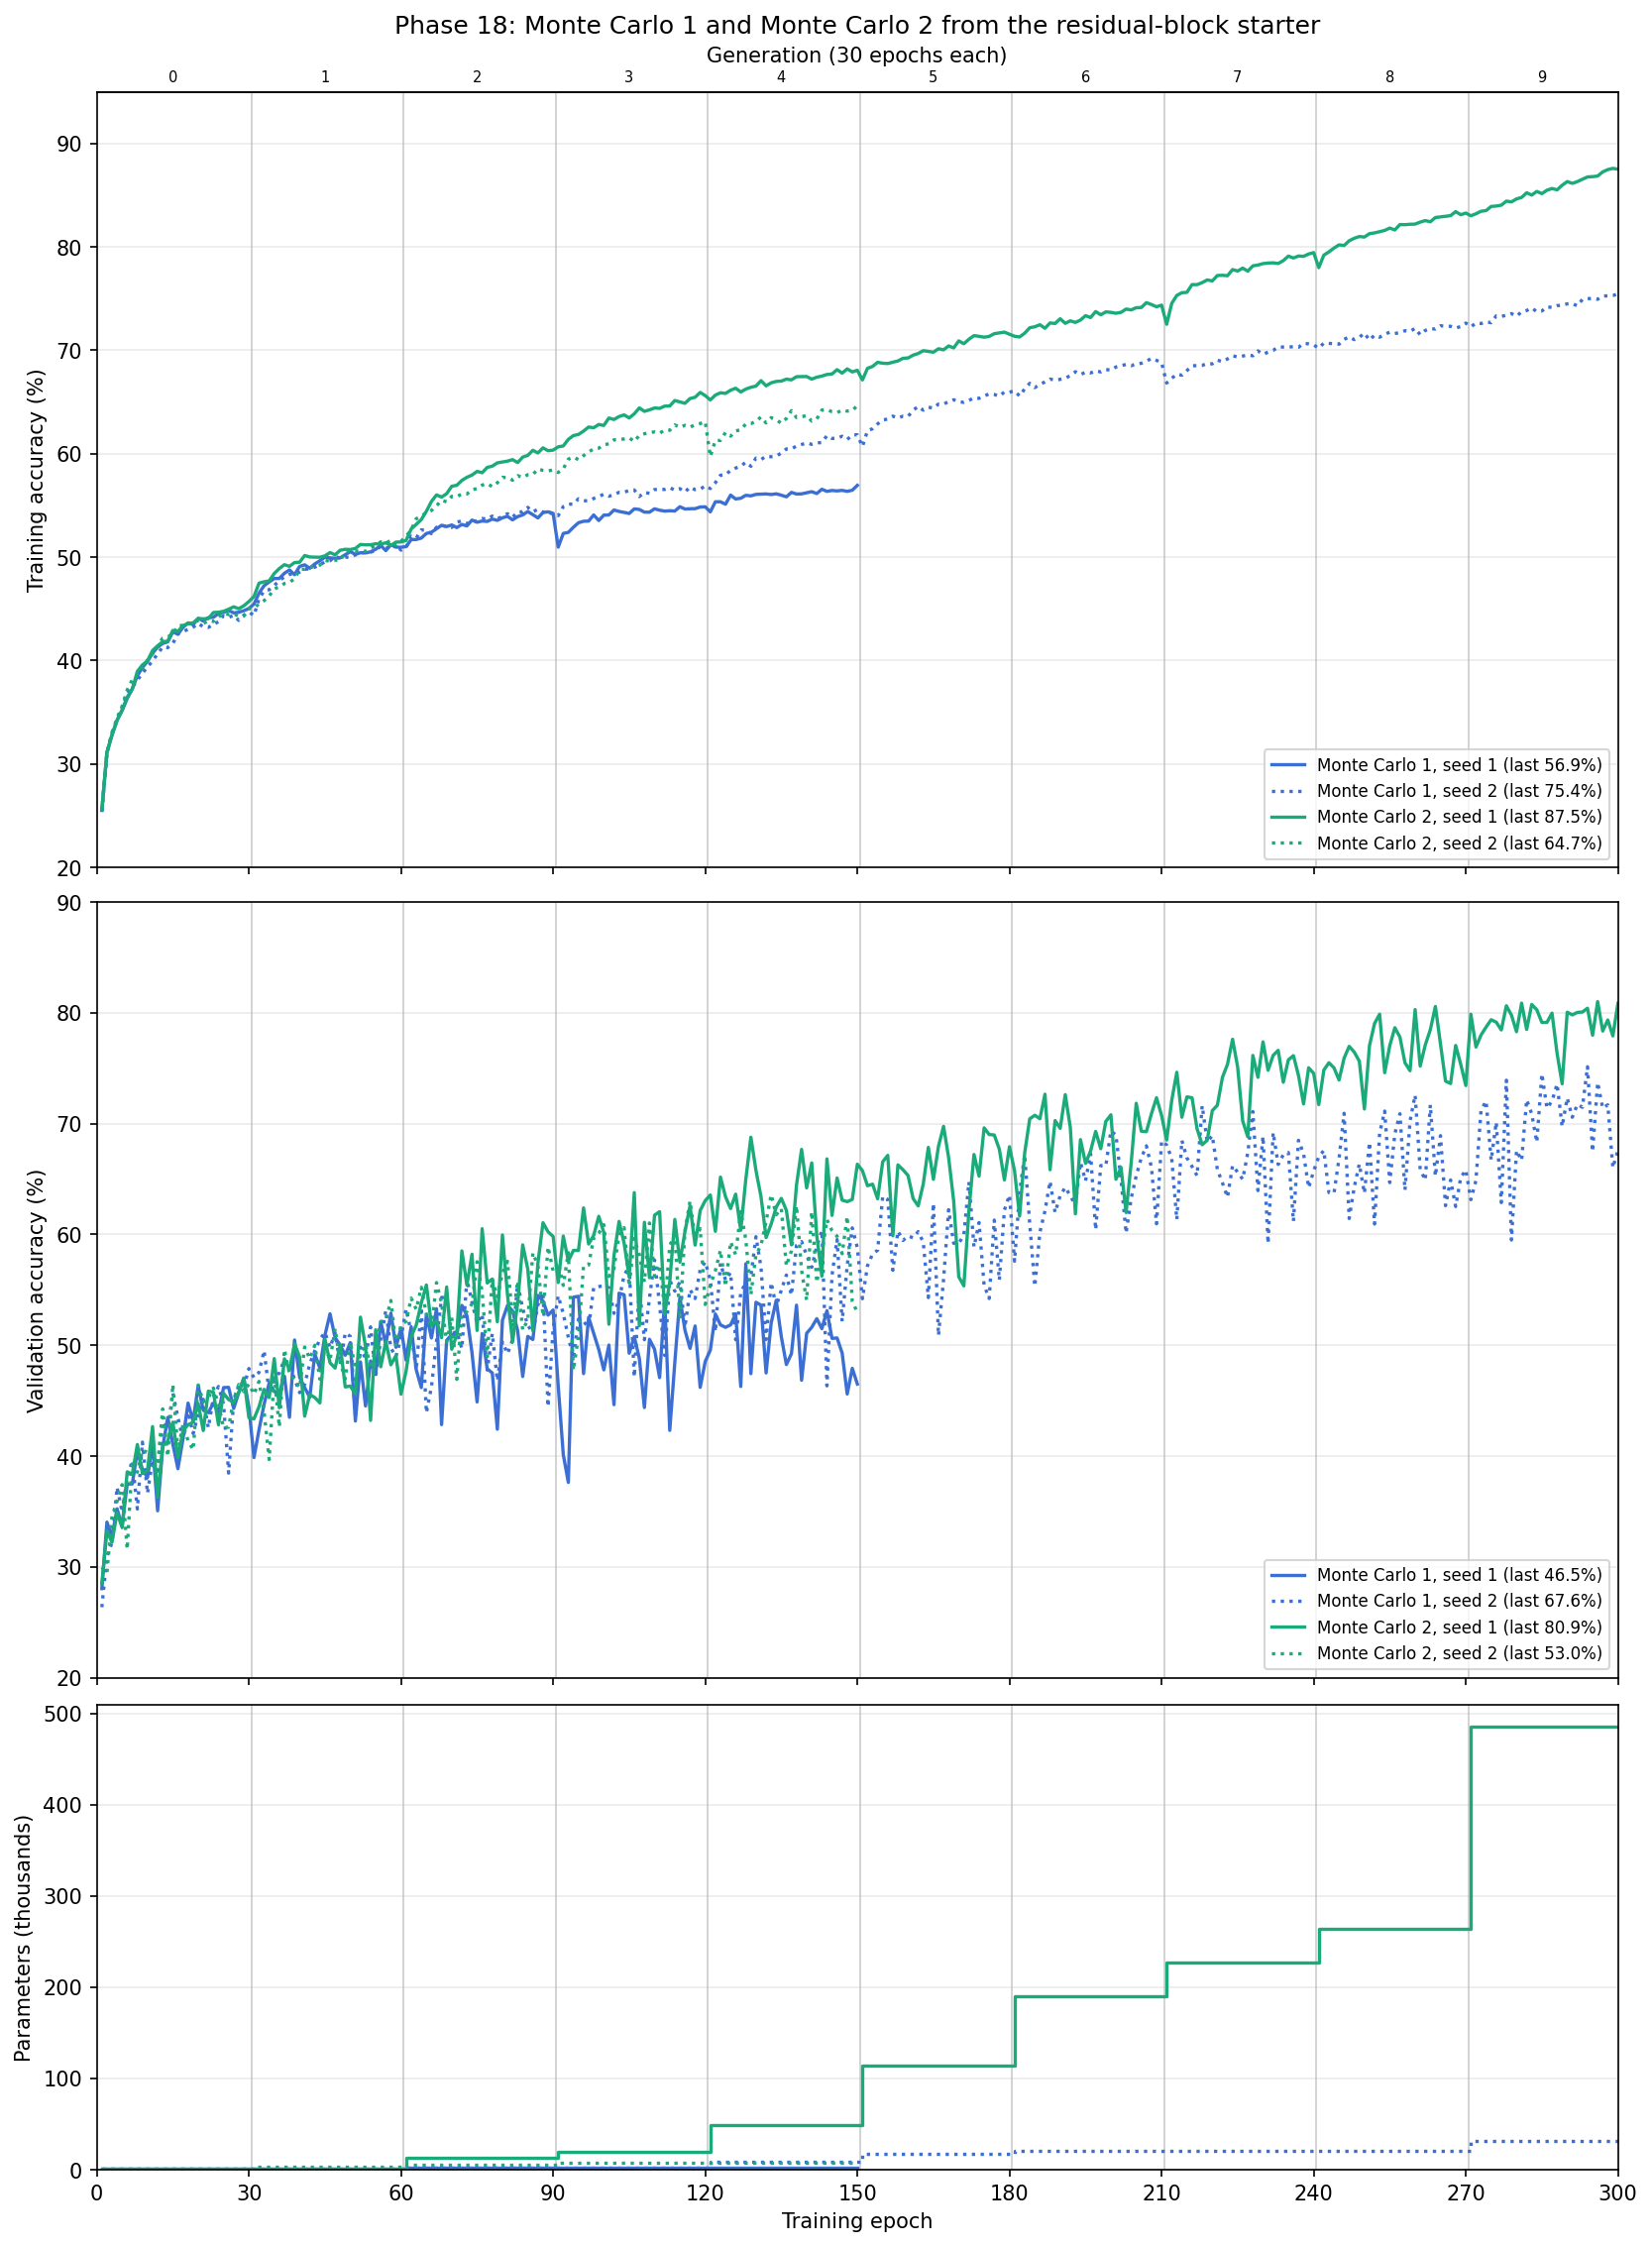 Phase 18: Monte Carlo 1 and Monte Carlo 2 from the residual-block starter
Generation (30 epochs each)
0 1 2 3 4 5 6 7 8 9
Training accuracy (%)
90
80
70
60
50
40
30
20
Monte Carlo 1, seed 1 (last 56.9%)
Monte Carlo 1, seed 2 (last 75.4%)
Monte Carlo 2, seed 1 (last 87.5%)
Monte Carlo 2, seed 2 (last 64.7%)
Validation accuracy (%)
90
80
70
60
50
40
30
20
Monte Carlo 1, seed 1 (last 46.5%)
Monte Carlo 1, seed 2 (last 67.6%)
Monte Carlo 2, seed 1 (last 80.9%)
Monte Carlo 2, seed 2 (last 53.0%)
Parameters (thousands)
500
400
300
200
100
0
0 30 60 90 120 150 180 210 240 270 300
Training epoch